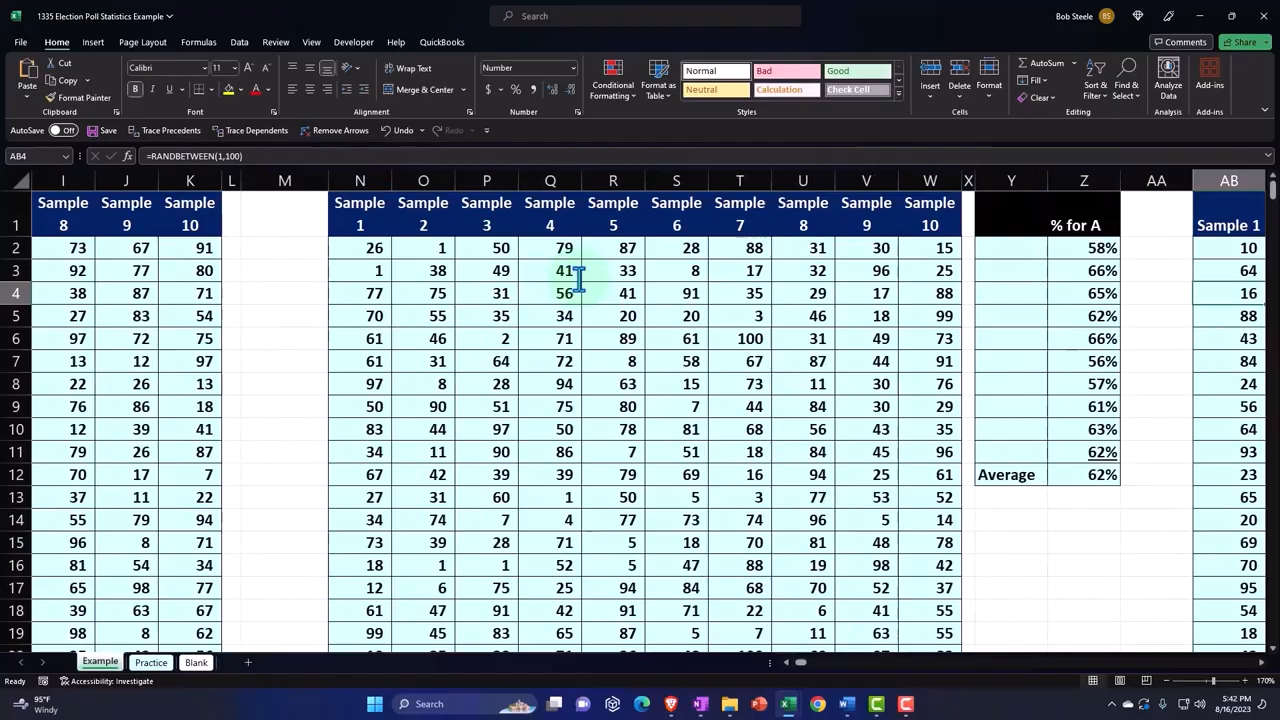 1335 Election Poll Statistics Example
Search
Bob Steele BS
File Home Insert Page Layout Formulas Data Review View Developer Help QuickBooks Comments Share
Paste Cut Copy Format Painter
Calibri 11 Wrap Text Merge & Center Number
Conditional Formatting Format as Table Normal Bad Good Neutral Calculation Check Cell
Insert Delete Format AutoSum Fill Clear Sort & Filter Find & Select Analyze Data Add-ins
Clipboard Font Alignment Number Styles Cells Editing Analysis Add-ins
AutoSave Off Save Trace Precedents Trace Dependents Remove Arrows Undo Redo
AB4 fx =RANDBETWEEN(1,100)
I J K L M N O P Q R S T U V W X Y Z AA AB
Sample Sample Sample Sample Sample Sample Sample Sample Sample Sample Sample Sample Sample
1 8 9 10 1 2 3 4 5 6 7 8 9 10 % for A Sample 1
2 73 67 91 26 1 50 79 87 28 88 31 30 15 58% 10
3 92 77 80 1 38 49 41 33 8 17 32 96 25 66% 64
4 38 87 71 77 75 31 56 41 91 35 29 17 88 65% 16
5 27 83 54 70 55 35 34 20 20 3 46 18 99 62% 88
6 97 72 75 61 46 2 71 89 61 100 31 49 73 66% 43
7 13 12 97 61 31 64 72 8 58 67 87 44 91 56% 84
8 22 26 13 97 8 28 94 63 15 73 11 30 76 57% 24
9 76 86 18 50 90 51 75 80 7 44 84 30 29 61% 56
10 12 39 41 83 44 97 50 78 81 68 56 43 35 63% 64
11 79 26 87 34 11 90 86 7 51 18 84 45 96 62% 93
12 70 17 7 67 42 39 39 79 69 16 94 25 61 Average 62% 23
13 37 11 22 27 31 60 1 50 5 3 77 53 52 65
14 55 79 94 34 74 7 4 77 73 74 96 5 14 20
15 96 8 71 73 39 28 71 5 18 70 81 48 78 69
16 81 54 34 18 1 1 52 5 47 88 19 98 42 70
17 65 98 77 12 6 75 25 94 84 68 70 52 37 95
18 39 63 67 61 47 91 42 91 71 22 6 41 55 54
19 98 8 62 99 45 83 65 87 5 7 11 63 55 18
Example Practice Blank
Ready Accessibility: Investigate 170%
95°F
Windy
Search
5:42 PM
8/16/2023